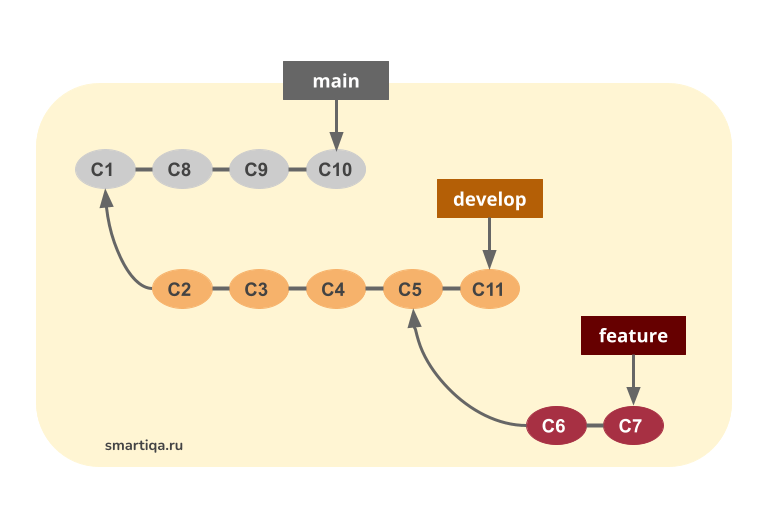 main
C1 C8 C9 C10
develop
C2 C3 C4 C5 C11
feature
C6 C7
smartiqa.ru